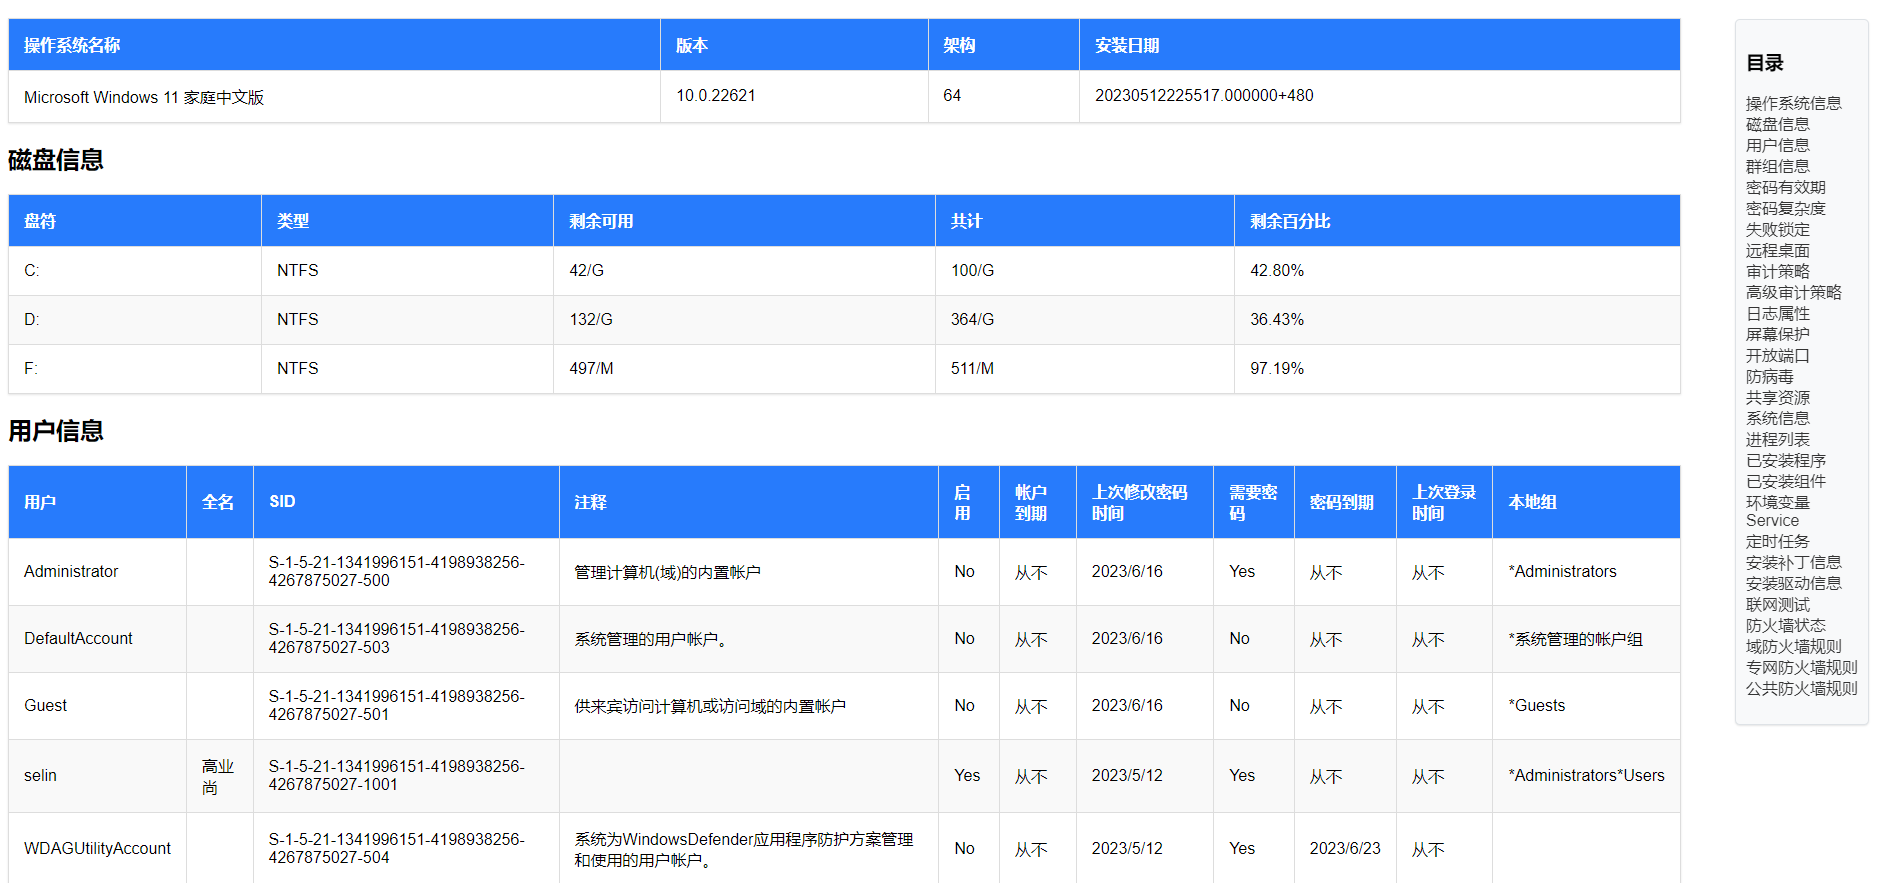 操作系统名称 版本 架构 安装日期
Microsoft Windows 11 家庭中文版 10.0.22621 64 20230512225517.000000+480
磁盘信息
盘符 类型 剩余可用 共计 剩余百分比
C: NTFS 42/G 100/G 42.80%
D: NTFS 132/G 364/G 36.43%
F: NTFS 497/M 511/M 97.19%
用户信息
用户 全名 SID 注释 启用 帐户到期 上次修改密码时间 需要密码 密码到期 上次登录时间 本地组
Administrator S-1-5-21-1341996151-4198938256-4267875027-500 管理计算机(域)的内置帐户 No 从不 2023/6/16 Yes 从不 从不 *Administrators
DefaultAccount S-1-5-21-1341996151-4198938256-4267875027-503 系统管理的用户帐户。 No 从不 2023/6/16 No 从不 从不 *系统管理的帐户组
Guest S-1-5-21-1341996151-4198938256-4267875027-501 供来宾访问计算机或访问域的内置帐户 No 从不 2023/6/16 No 从不 从不 *Guests
selin 高业尚 S-1-5-21-1341996151-4198938256-4267875027-1001 Yes 从不 2023/5/12 Yes 从不 从不 *Administrators*Users
WDAGUtilityAccount S-1-5-21-1341996151-4198938256-4267875027-504 系统为WindowsDefender应用程序防护方案管理和使用的用户帐户。 No 从不 2023/5/12 Yes 2023/6/23 从不
目录
操作系统信息
磁盘信息
用户信息
群组信息
密码有效期
密码复杂度
失败锁定
远程桌面
审计策略
高级审计策略
日志属性
屏幕保护
开放端口
防病毒
共享资源
系统信息
进程列表
已安装程序
已安装组件
环境变量
Service
定时任务
安装补丁信息
安装驱动信息
联网测试
防火墙状态
域防火墙规则
专网防火墙规则
公共防火墙规则